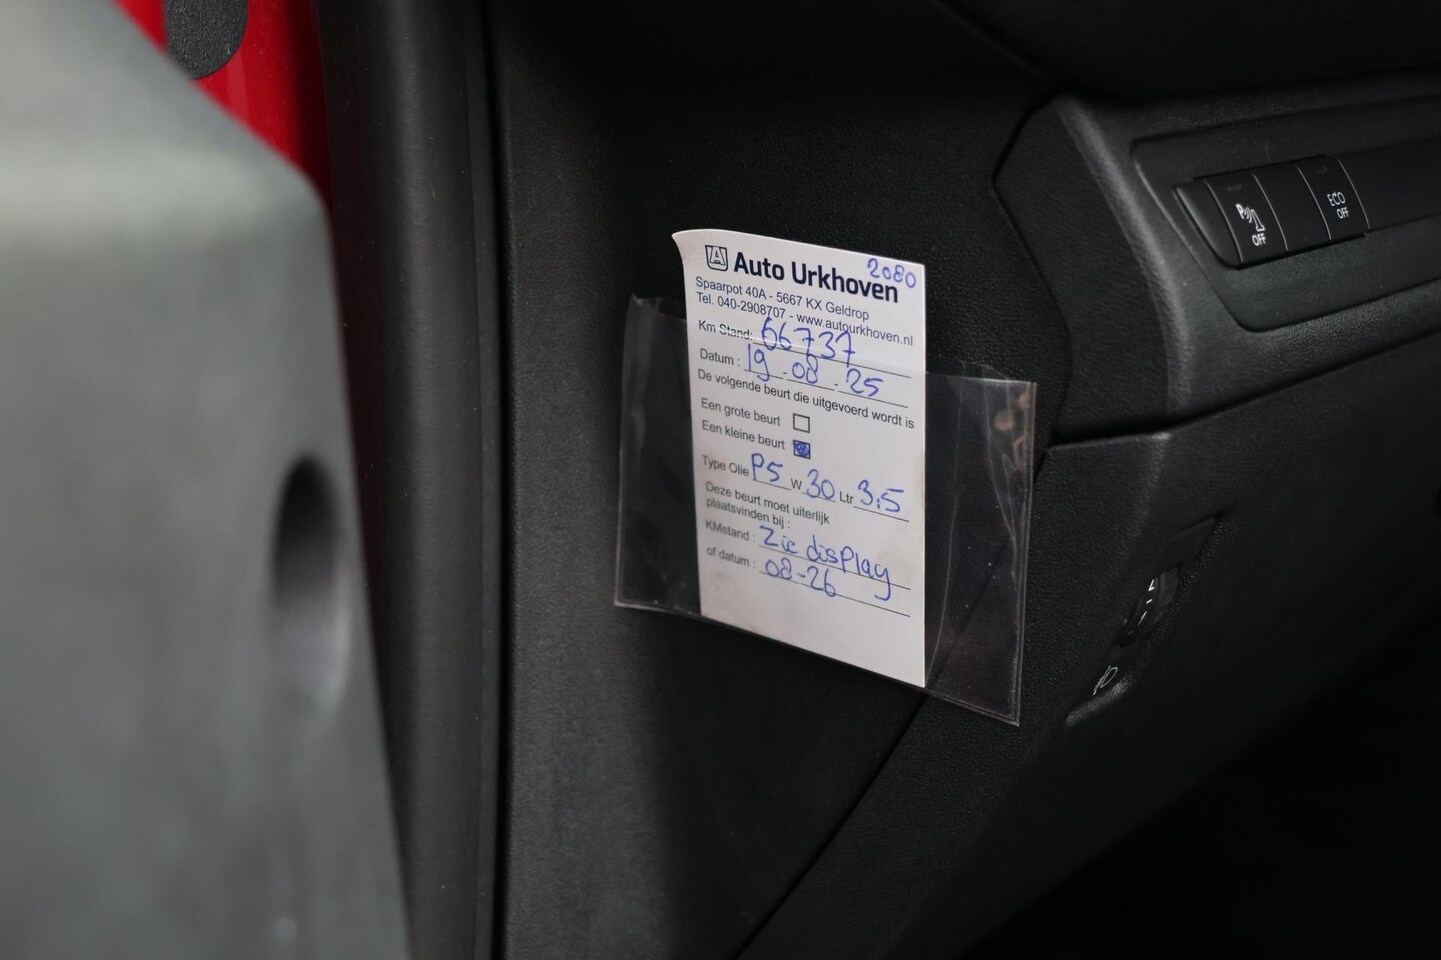 2080
Auto Urkhoven
Spaarpot 40A - 5667 KX Geldrop
Tel. 040-2908707 - www.autourkhoven.nl
Km Stand: 66737
Datum : 19-08-25
De volgende beurt die uitgevoerd wordt is
Een grote beurt
Een kleine beurt
Type Olie P5 W 30 Ltr 3,5
Deze beurt moet uiterlijk
plaatsvinden bij :
KMstand : Zie display
of datum : 08-26
P
OFF
ECO
OFF